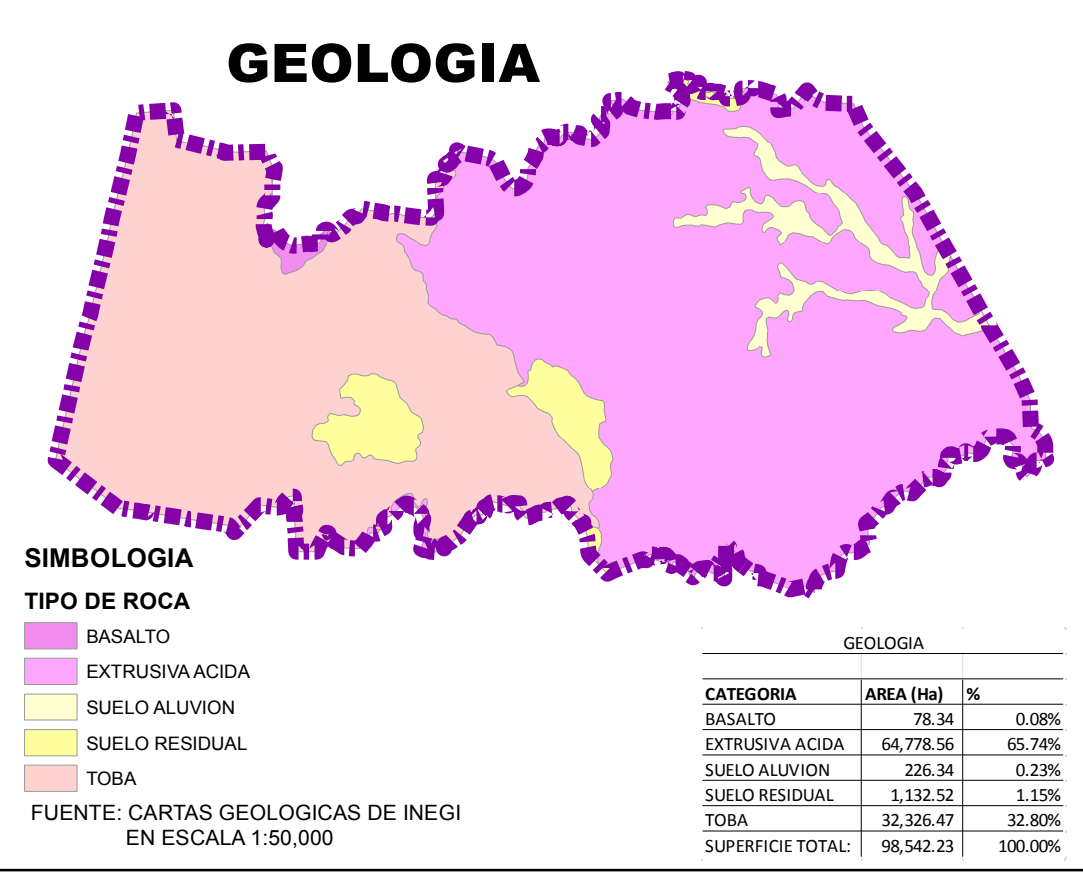 GEOLOGIA
SIMBOLOGIA
TIPO DE ROCA
BASALTO
EXTRUSIVA ACIDA
SUELO ALUVION
SUELO RESIDUAL
TOBA
FUENTE: CARTAS GEOLOGICAS DE INEGI
EN ESCALA 1:50,000
GEOLOGIA
CATEGORIA AREA (Ha) %
BASALTO 78.34 0.08%
EXTRUSIVA ACIDA 64,778.56 65.74%
SUELO ALUVION 226.34 0.23%
SUELO RESIDUAL 1,132.52 1.15%
TOBA 32,326.47 32.80%
SUPERFICIE TOTAL: 98,542.23 100.00%